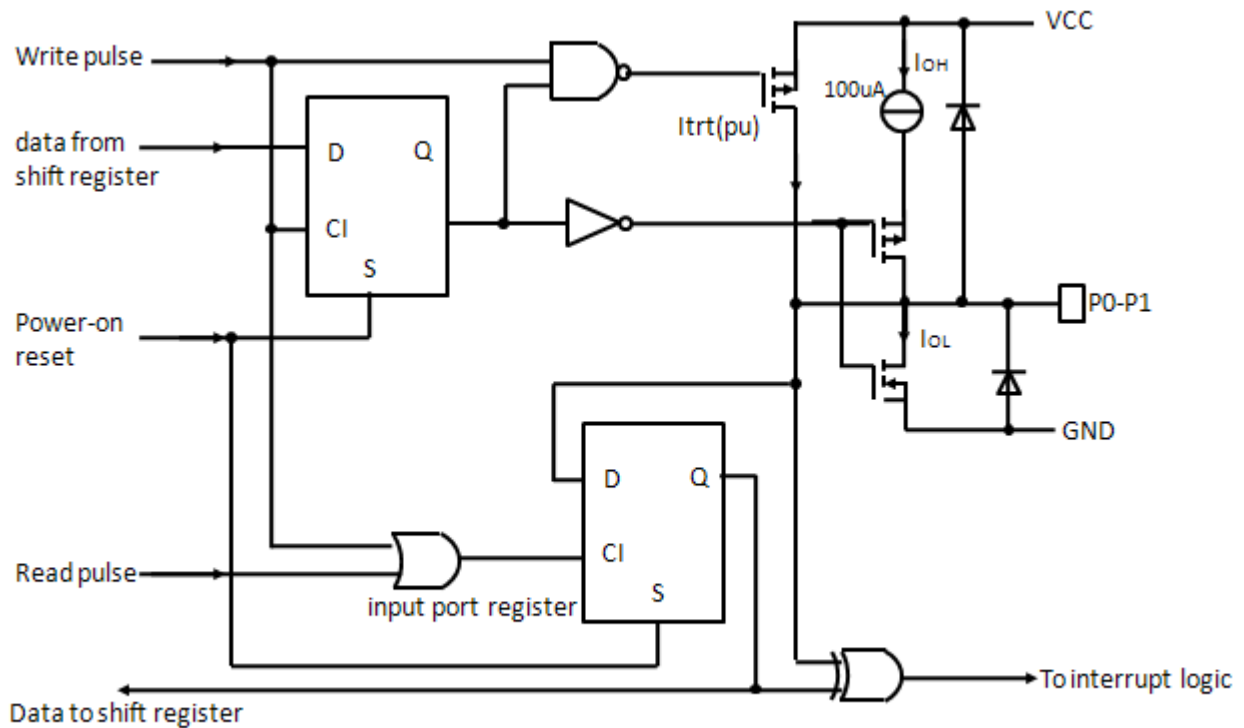 VCC
Write pulse
IOH
100uA
Itrt(pu)
data from
shift register
D
Q
CI
S
Power-on
reset
P0-P1
IOL
GND
D
Q
CI
S
Read pulse
input port register
To interrupt logic
Data to shift register